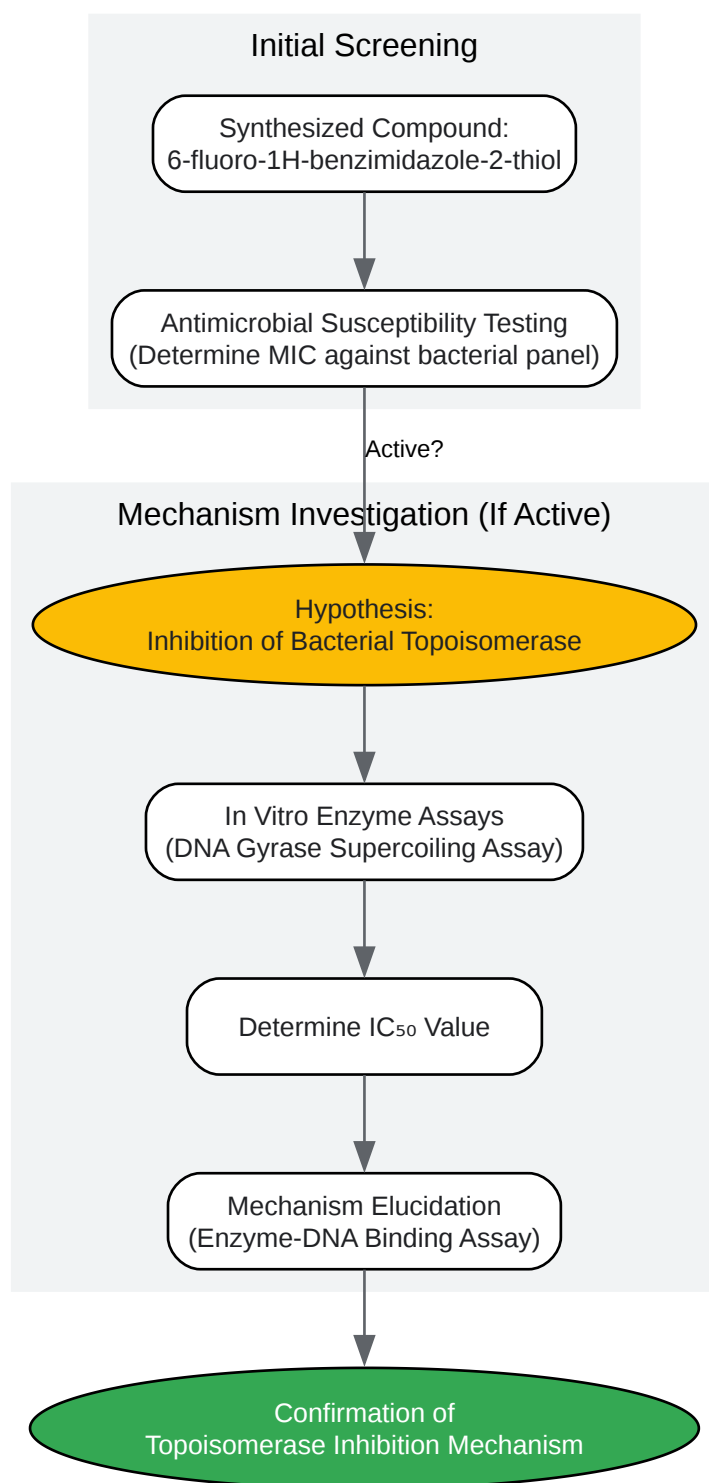 Initial Screening
Synthesized Compound:
6-fluoro-1H-benzimidazole-2-thiol
Antimicrobial Susceptibility Testing
(Determine MIC against bacterial panel)
Active?
Mechanism Investigation (If Active)
Hypothesis:
Inhibition of Bacterial Topoisomerase
In Vitro Enzyme Assays
(DNA Gyrase Supercoiling Assay)
Determine IC₅₀ Value
Mechanism Elucidation
(Enzyme-DNA Binding Assay)
Confirmation of
Topoisomerase Inhibition Mechanism